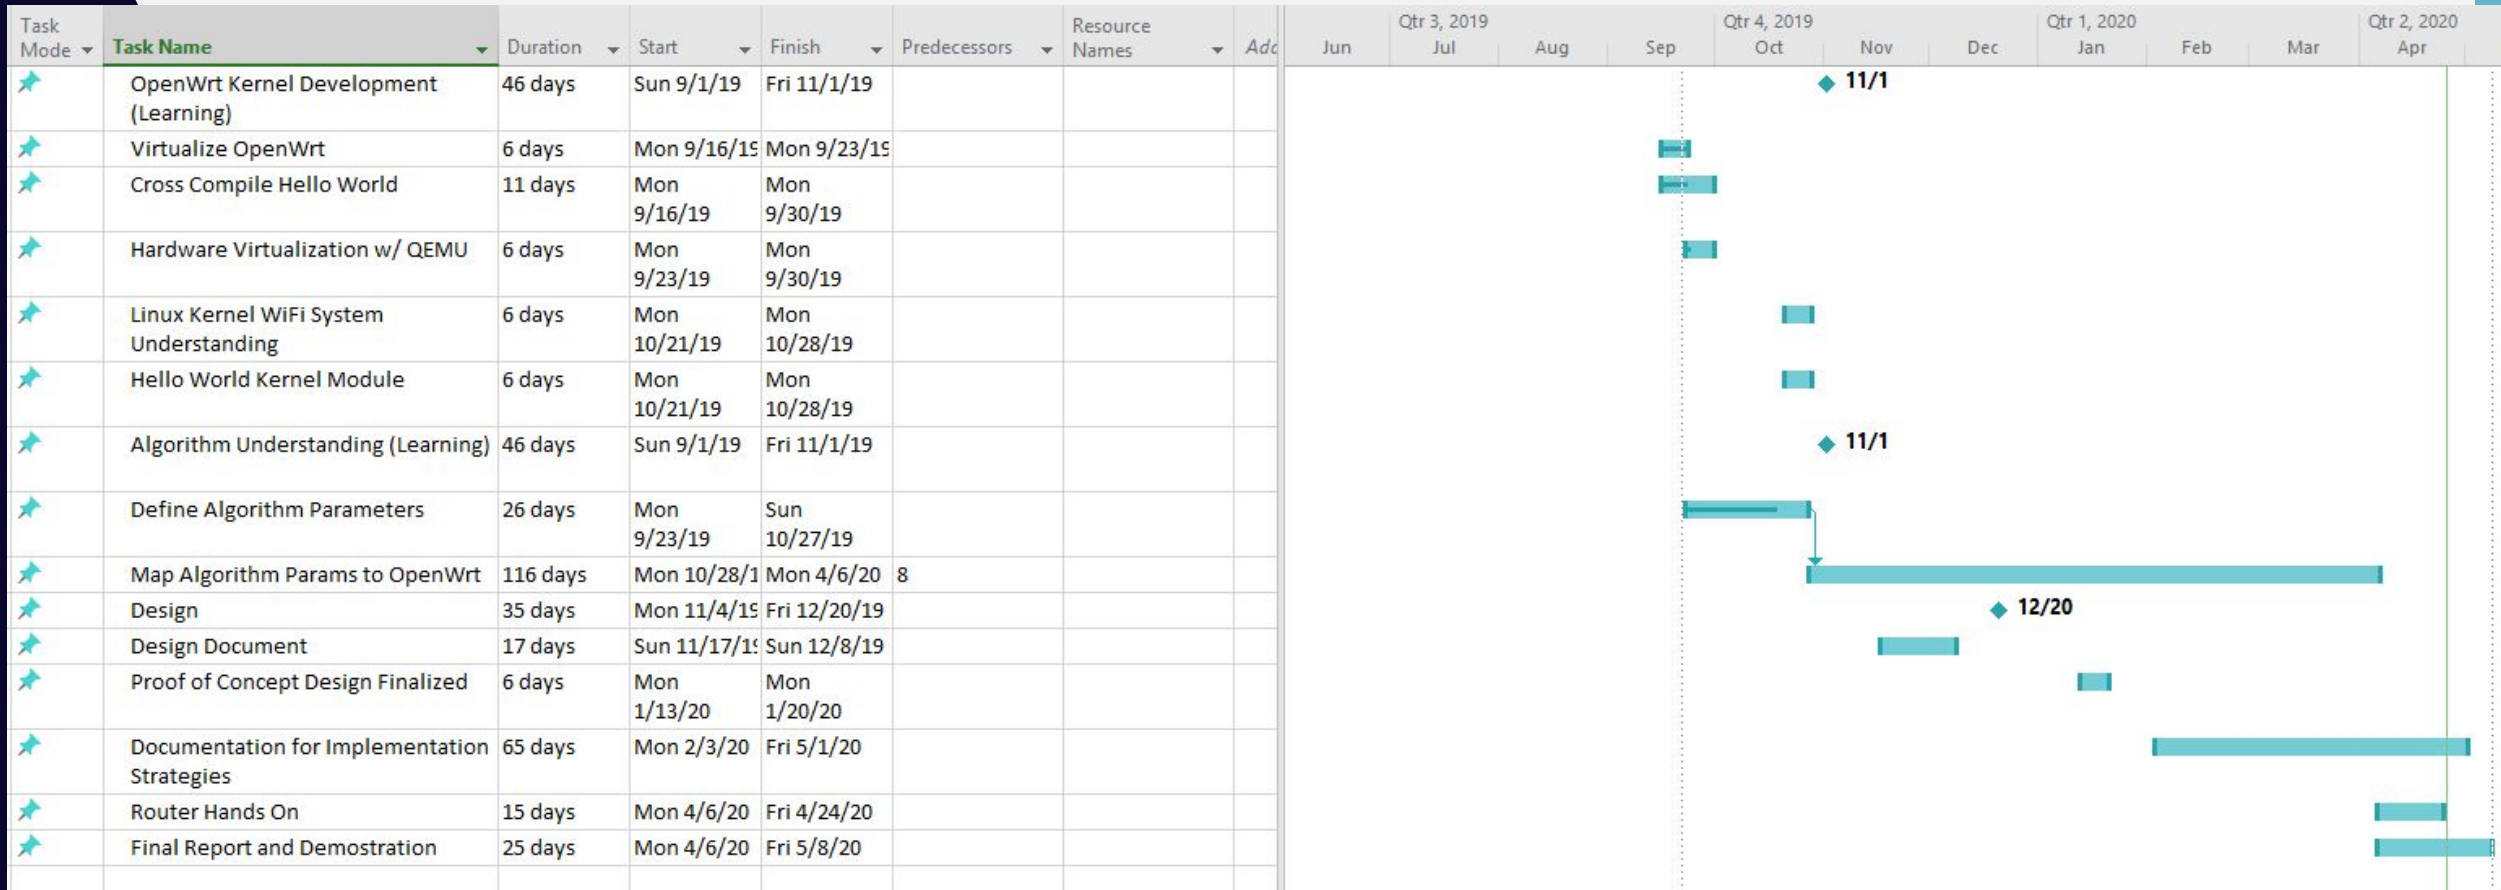 Task Mode Task Name Duration Start Finish Predecessors Resource Names Add
Qtr 3, 2019 Qtr 4, 2019 Qtr 1, 2020 Qtr 2, 2020
Jun Jul Aug Sep Oct Nov Dec Jan Feb Mar Apr
OpenWrt Kernel Development (Learning) 46 days Sun 9/1/19 Fri 11/1/19 11/1
Virtualize OpenWrt 6 days Mon 9/16/19 Mon 9/23/19
Cross Compile Hello World 11 days Mon 9/16/19 Mon 9/30/19
Hardware Virtualization w/ QEMU 6 days Mon 9/23/19 Mon 9/30/19
Linux Kernel WiFi System Understanding 6 days Mon 10/21/19 Mon 10/28/19
Hello World Kernel Module 6 days Mon 10/21/19 Mon 10/28/19
Algorithm Understanding (Learning) 46 days Sun 9/1/19 Fri 11/1/19 11/1
Define Algorithm Parameters 26 days Mon 9/23/19 Sun 10/27/19
Map Algorithm Params to OpenWrt 116 days Mon 10/28/1 Mon 4/6/20 8
Design 35 days Mon 11/4/19 Fri 12/20/19 12/20
Design Document 17 days Sun 11/17/19 Sun 12/8/19
Proof of Concept Design Finalized 6 days Mon 1/13/20 Mon 1/20/20
Documentation for Implementation Strategies 65 days Mon 2/3/20 Fri 5/1/20
Router Hands On 15 days Mon 4/6/20 Fri 4/24/20
Final Report and Demostration 25 days Mon 4/6/20 Fri 5/8/20